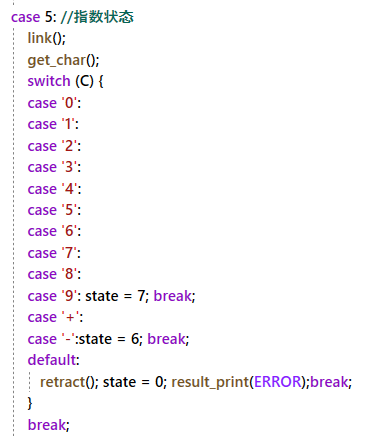 case 5: //指数状态
link();
get_char();
switch (C) {
case '0':
case '1':
case '2':
case '3':
case '4':
case '5':
case '6':
case '7':
case '8':
case '9': state = 7; break;
case '+':
case '-':state = 6; break;
default:
retract(); state = 0; result_print(ERROR);break;
}
break;